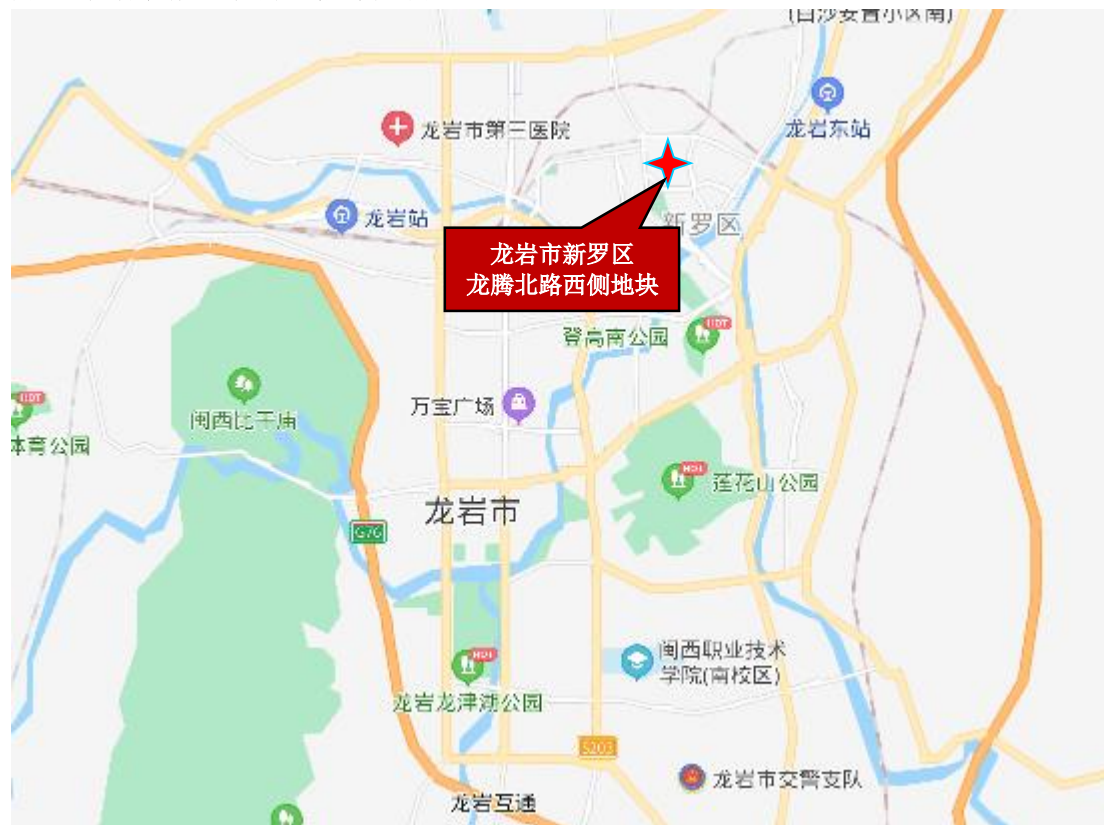 (白沙安置小区南)
龙岩东站
龙岩市第三医院
龙岩站
新罗区
龙岩市新罗区
龙腾北路西侧地块
HOT
登高南公园
万宝广场
闽西比干庙
HOT
体育公园
HOT
莲花山公园
龙岩市
G76
闽西职业技术
学院(南校区)
HOT
龙岩龙津湖公园
S203
龙岩市交警支队
龙岩互通